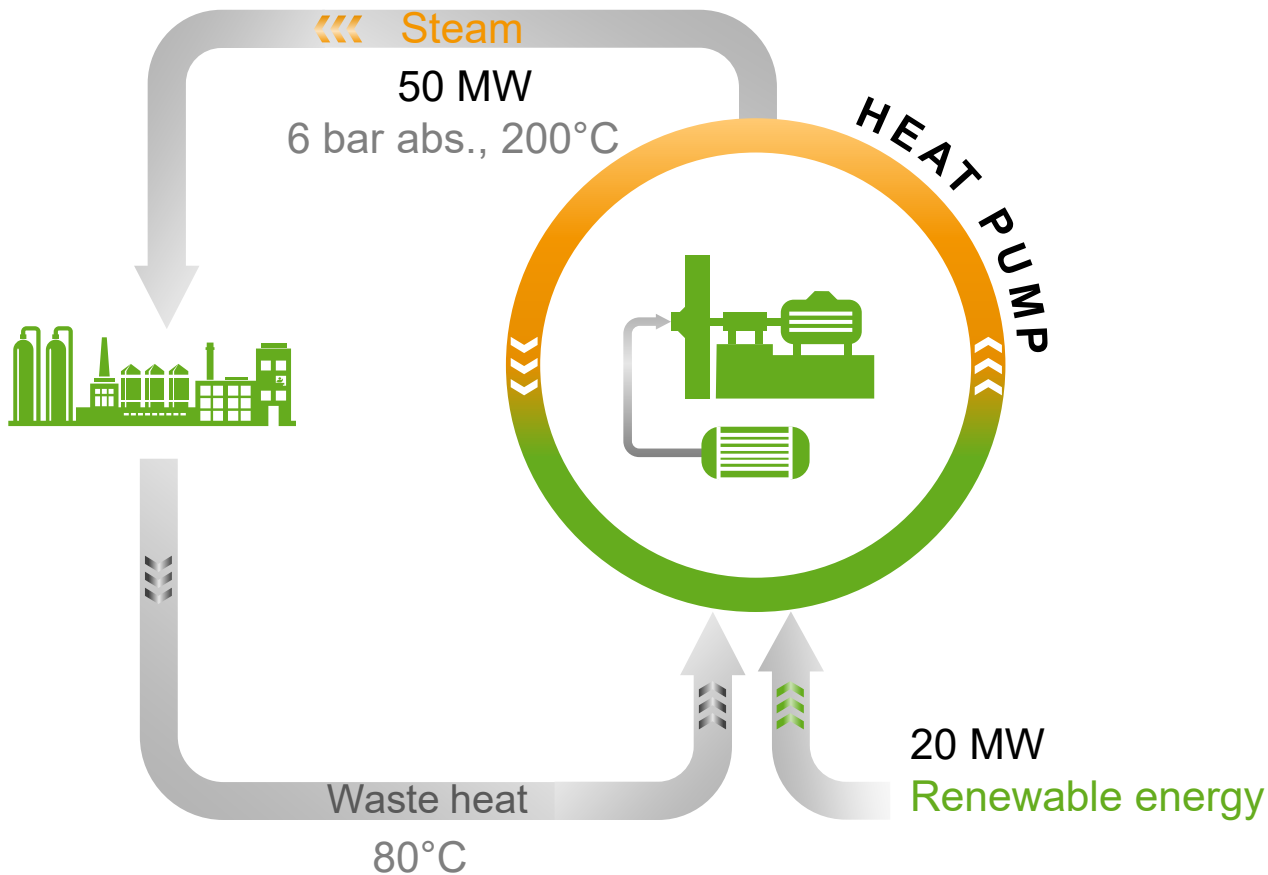 Steam
50 MW
6 bar abs., 200°C
HEAT PUMP
20 MW
Renewable energy
Waste heat
80°C